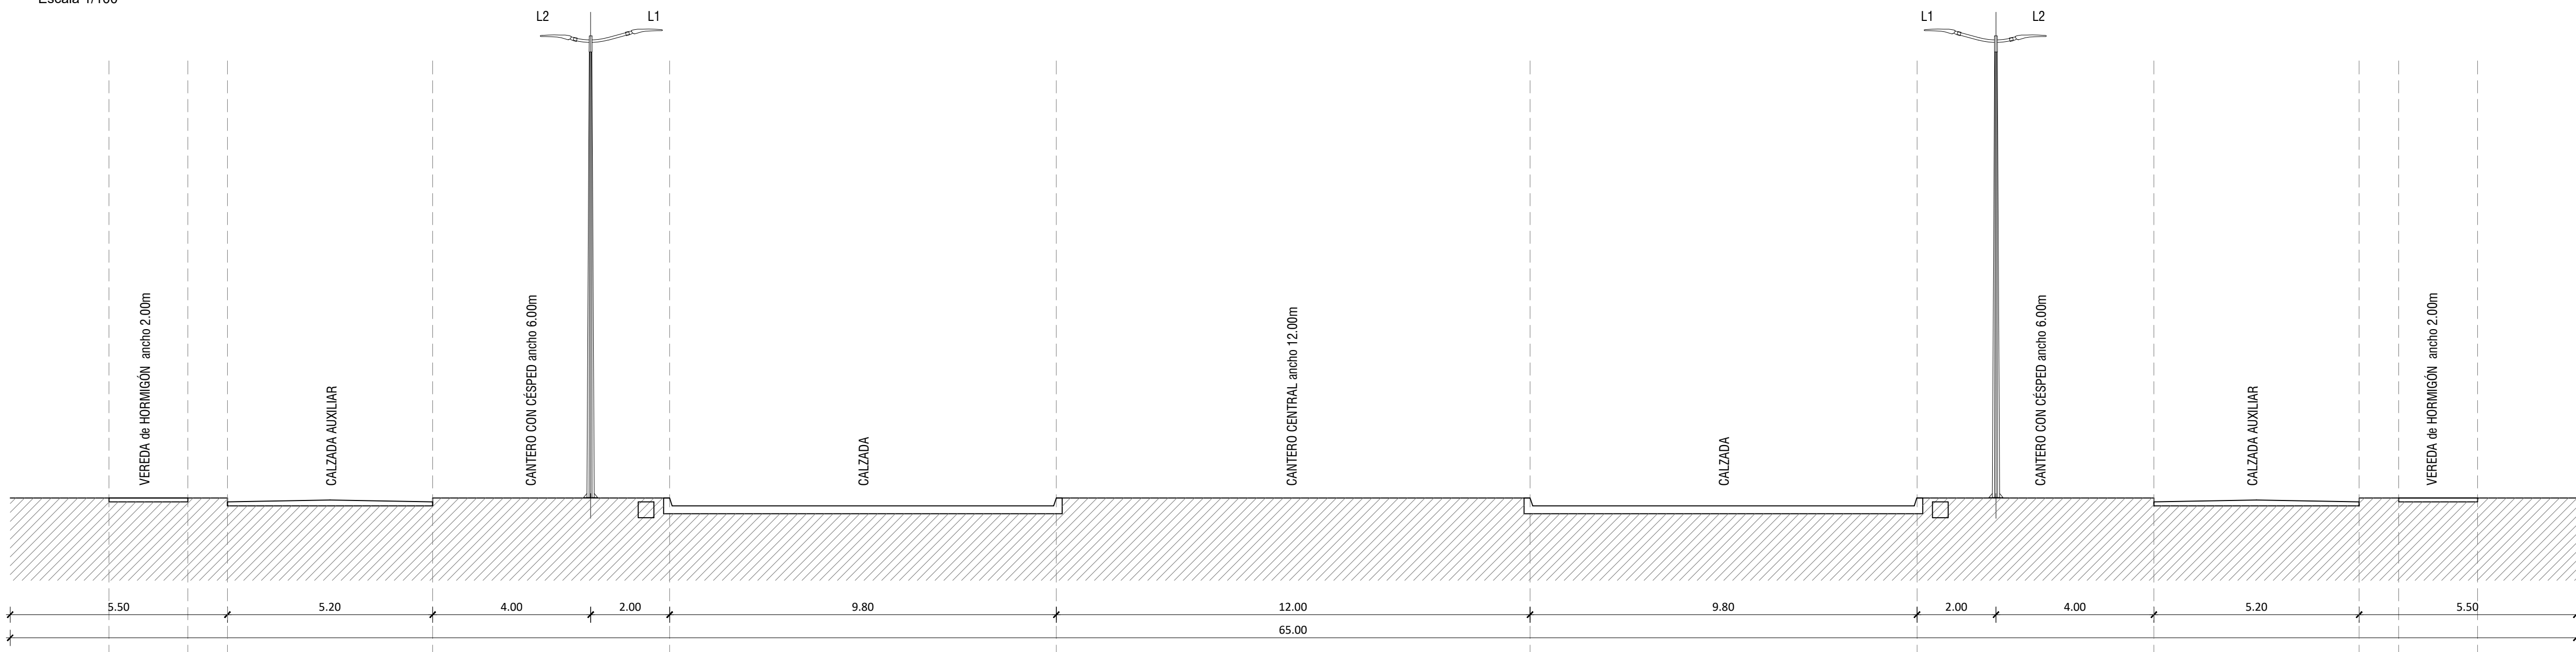 Escala 1/100
L2 L1 L1 L2
VEREDA de HORMIGÓN ancho 2.00m
CALZADA AUXILIAR
CANTERO CON CÉSPED ancho 6.00m
CALZADA
CANTERO CENTRAL ancho 12.00m
CALZADA
CANTERO CON CÉSPED ancho 6.00m
CALZADA AUXILIAR
VEREDA de HORMIGÓN ancho 2.00m
5.50 5.20 4.00 2.00 9.80 12.00 9.80 2.00 4.00 5.20 5.50
65.00